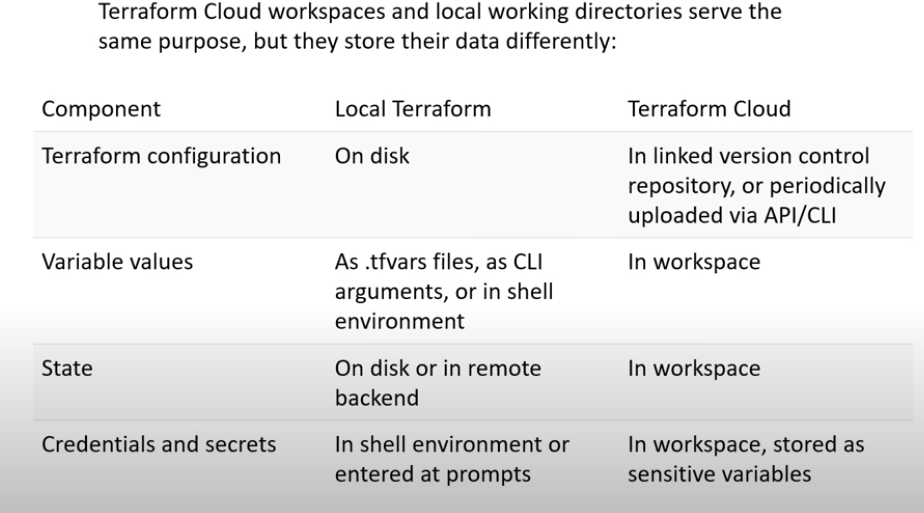 Terraform Cloud workspaces and local working directories serve the
same purpose, but they store their data differently:
Component Local Terraform Terraform Cloud
Terraform configuration On disk In linked version control
repository, or periodically
uploaded via API/CLI
Variable values As .tfvars files, as CLI In workspace
arguments, or in shell
environment
State On disk or in remote In workspace
backend
Credentials and secrets In shell environment or In workspace, stored as
entered at prompts sensitive variables